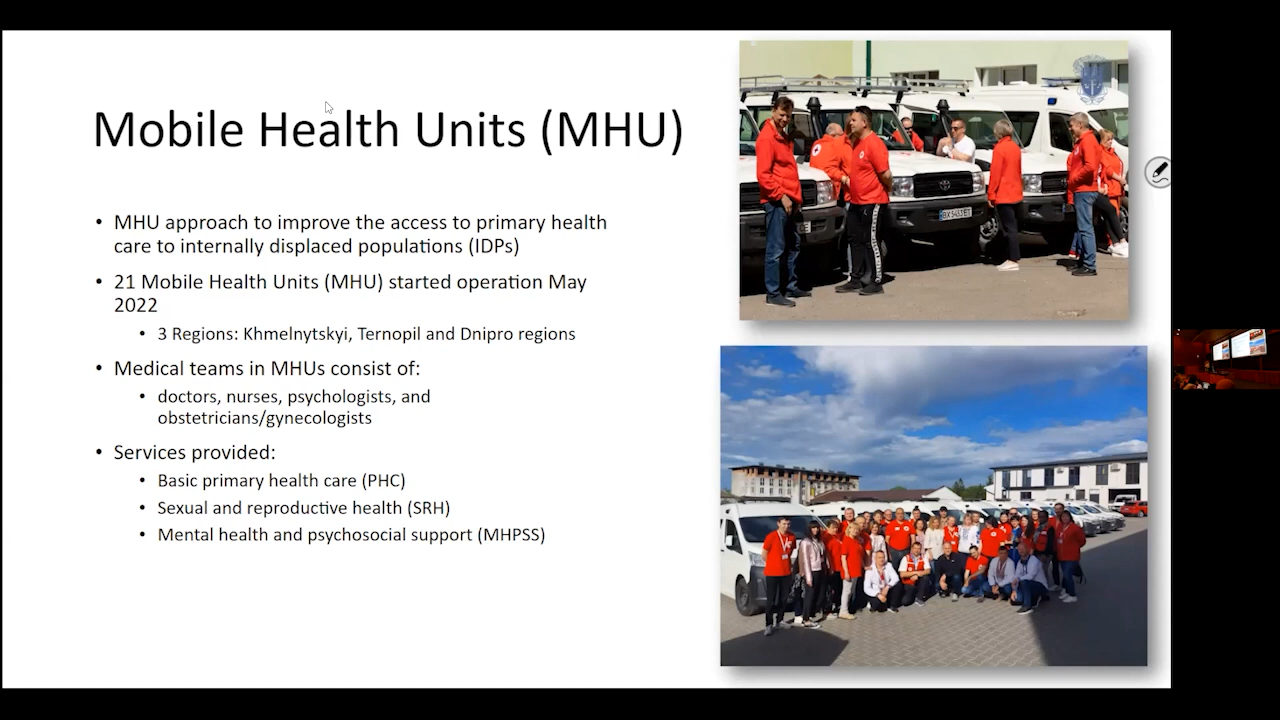 Mobile Health Units (MHU)
• MHU approach to improve the access to primary health
care to internally displaced populations (IDPs)
• 21 Mobile Health Units (MHU) started operation May
2022
• 3 Regions: Khmelnytskyi, Ternopil and Dnipro regions
• Medical teams in MHUs consist of:
• doctors, nurses, psychologists, and
obstetricians/gynecologists
• Services provided:
• Basic primary health care (PHC)
• Sexual and reproductive health (SRH)
• Mental health and psychosocial support (MHPSS)